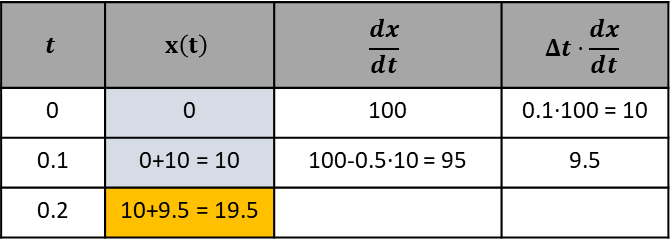 t x(t) dx/dt Δt · dx/dt
0 0 100 0.1·100 = 10
0.1 0+10 = 10 100-0.5·10 = 95 9.5
0.2 10+9.5 = 19.5